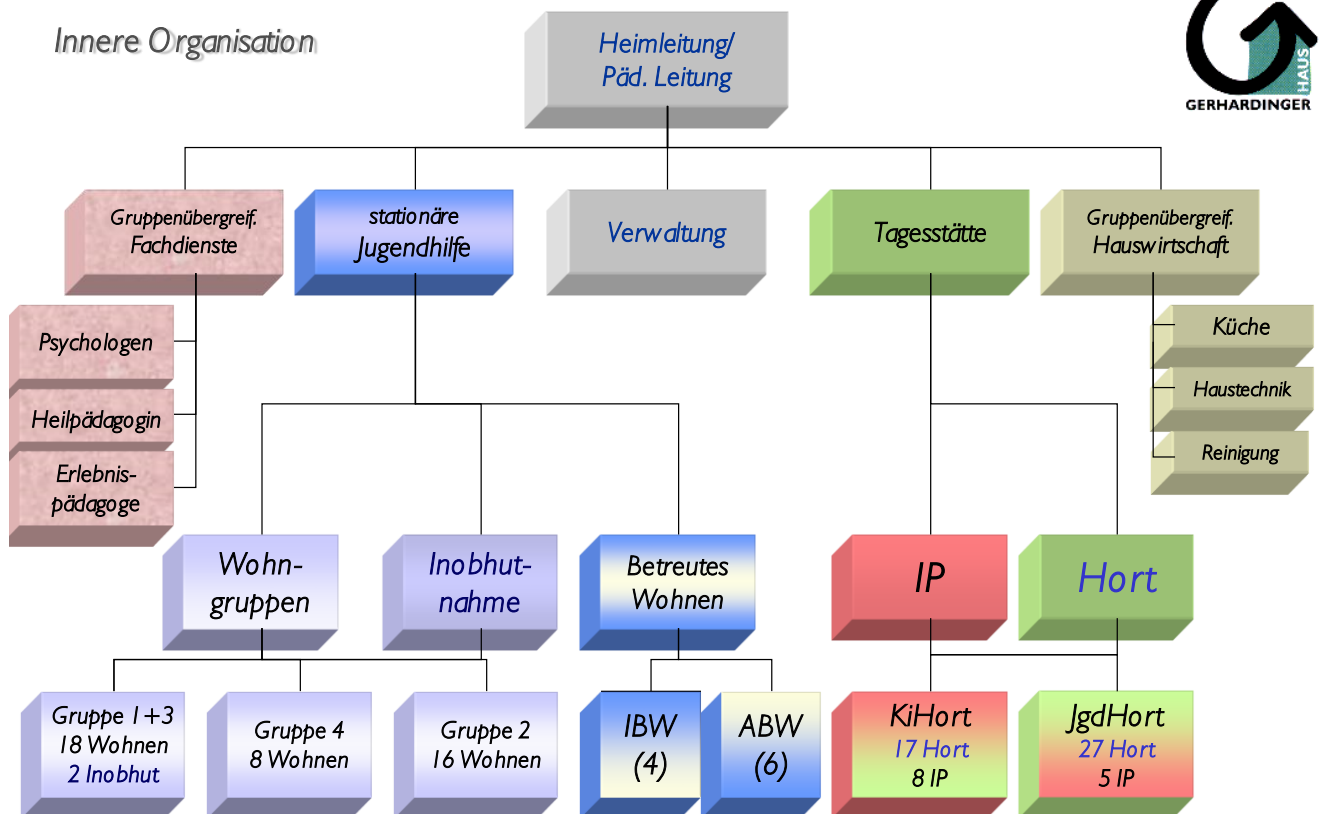 Innere Organisation
Heimleitung/
Päd. Leitung
HAUS
GERHARDINGER
Gruppenübergreif.
Fachdienste
stationäre
Jugendhilfe
Verwaltung
Tagesstätte
Gruppenübergreif.
Hauswirtschaft
Psychologen
Heilpädagogin
Erlebnis-
pädagoge
Küche
Haustechnik
Reinigung
Wohn-
gruppen
Inobhut-
nahme
Betreutes
Wohnen
IP
Hort
Gruppe 1+3
18 Wohnen
2 Inobhut
Gruppe 4
8 Wohnen
Gruppe 2
16 Wohnen
IBW
(4)
ABW
(6)
KiHort
17 Hort
8 IP
JgdHort
27 Hort
5 IP